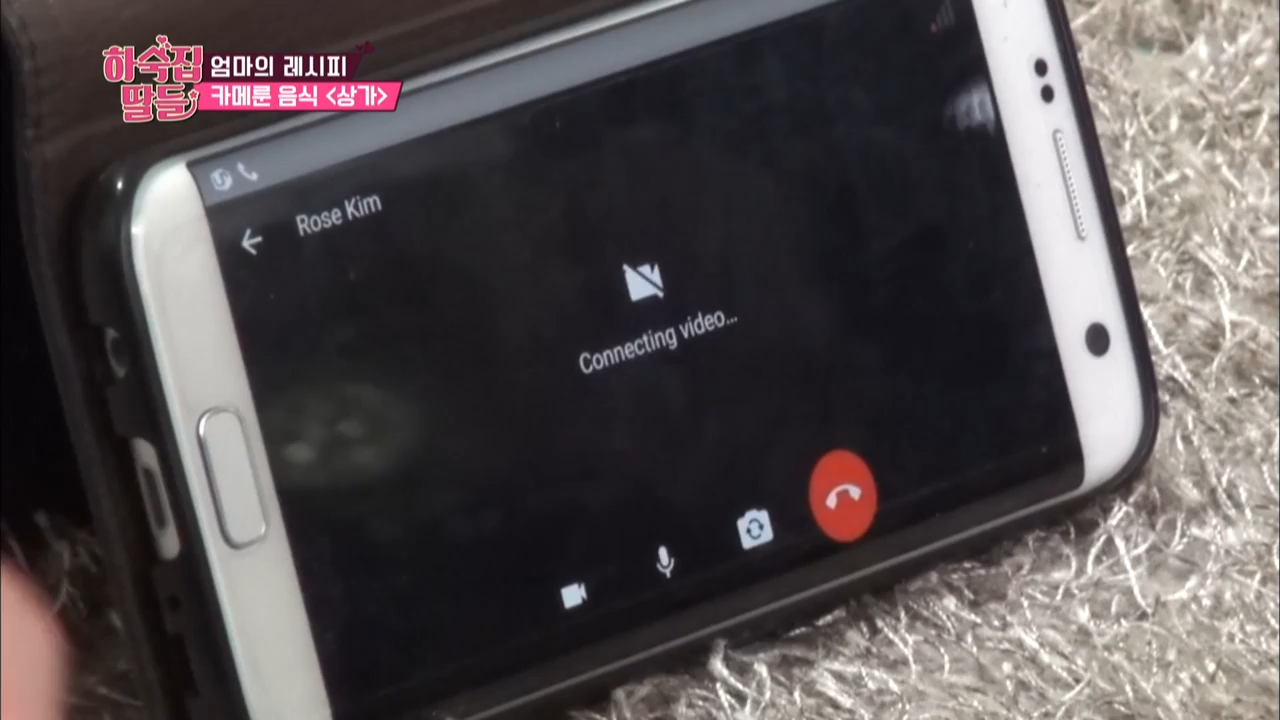 하숙집
딸들
엄마의 레시피
카메룬 음식 <상가>
Rose Kim
Connecting video...